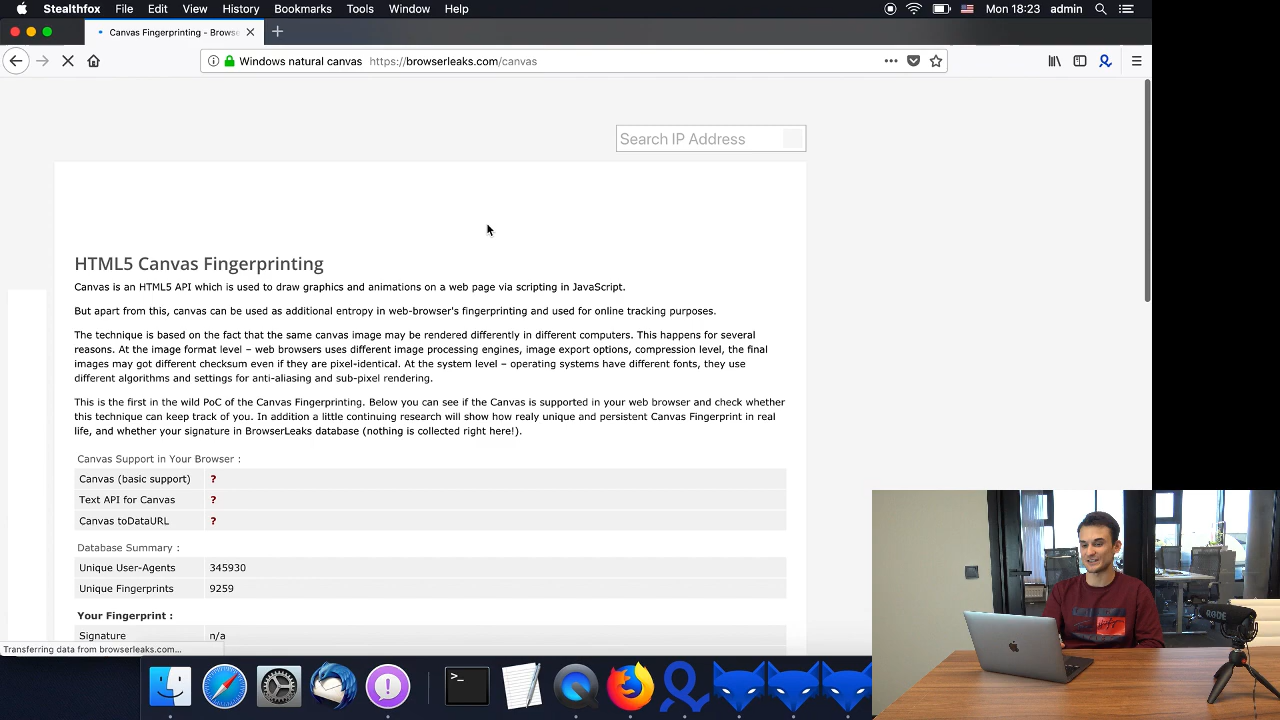 Stealthfox File Edit View History Bookmarks Tools Window Help Mon 18:23 admin
Canvas Fingerprinting - Browse
Windows natural canvas https://browserleaks.com/canvas
Search IP Address
HTML5 Canvas Fingerprinting
Canvas is an HTML5 API which is used to draw graphics and animations on a web page via scripting in JavaScript.
But apart from this, canvas can be used as additional entropy in web-browser's fingerprinting and used for online tracking purposes.
The technique is based on the fact that the same canvas image may be rendered differently in different computers. This happens for several
reasons. At the image format level – web browsers uses different image processing engines, image export options, compression level, the final
images may got different checksum even if they are pixel-identical. At the system level – operating systems have different fonts, they use
different algorithms and settings for anti-aliasing and sub-pixel rendering.
This is the first in the wild PoC of the Canvas Fingerprinting. Below you can see if the Canvas is supported in your web browser and check whether
this technique can keep track of you. In addition a little continuing research will show how realy unique and persistent Canvas Fingerprint in real
life, and whether your signature in BrowserLeaks database (nothing is collected right here!).
Canvas Support in Your Browser :
Canvas (basic support) ?
Text API for Canvas ?
Canvas toDataURL ?
Database Summary :
Unique User-Agents 345930
Unique Fingerprints 9259
Your Fingerprint :
Signature n/a
Transferring data from browserleaks.com...
RODE